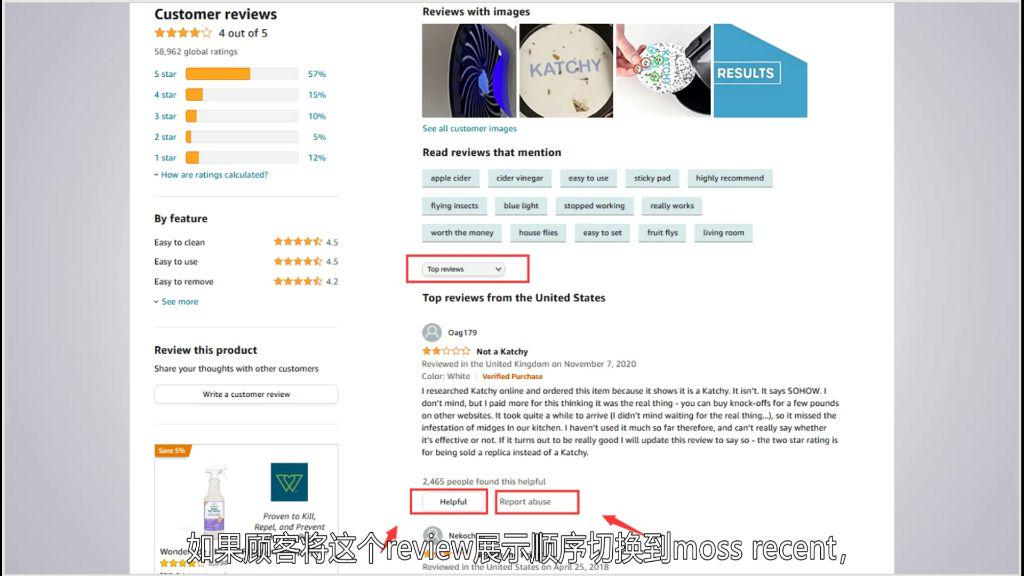 Customer reviews
4 out of 5
58,962 global ratings
5 star 57%
4 star 15%
3 star 10%
2 star 5%
1 star 12%
How are ratings calculated?
By feature
Easy to clean 4.5
Easy to use 4.5
Easy to remove 4.2
See more
Review this product
Share your thoughts with other customers
Write a customer review
Save 5%
Proven to Kill,
Repel, and Prevent
Reviews with images
KATCHY
KATCHY
RESULTS
See all customer images
Read reviews that mention
apple cider cider vinegar easy to use sticky pad highly recommend
flying insects blue light stopped working really works
worth the money house flies easy to set fruit flys living room
Top reviews
Top reviews from the United States
Oag179
Not a Katchy
Reviewed in the United Kingdom on November 7, 2020
Color: White Verified Purchase
I researched Katchy online and ordered this item because it shows it is a Katchy. It isn't. It says SOHOW. I
don't mind, but I paid more for this thinking it was the real thing - you can buy knock-offs for a few pounds
on other websites. It took quite a while to arrive (I didn't mind waiting for the real thing...), so it missed the
infestation of midges In our kitchen. I haven't used it much so far therefore, and can't really say whether
it's effective or not. If it turns out to be really good I will update this review to say so - the two star rating is
for being sold a replica instead of a Katchy.
2,465 people found this helpful
Helpful Report abuse
Reviewed in the United States on April 25, 2018
如果顾客将这个review展示顺序切换到moss recent,